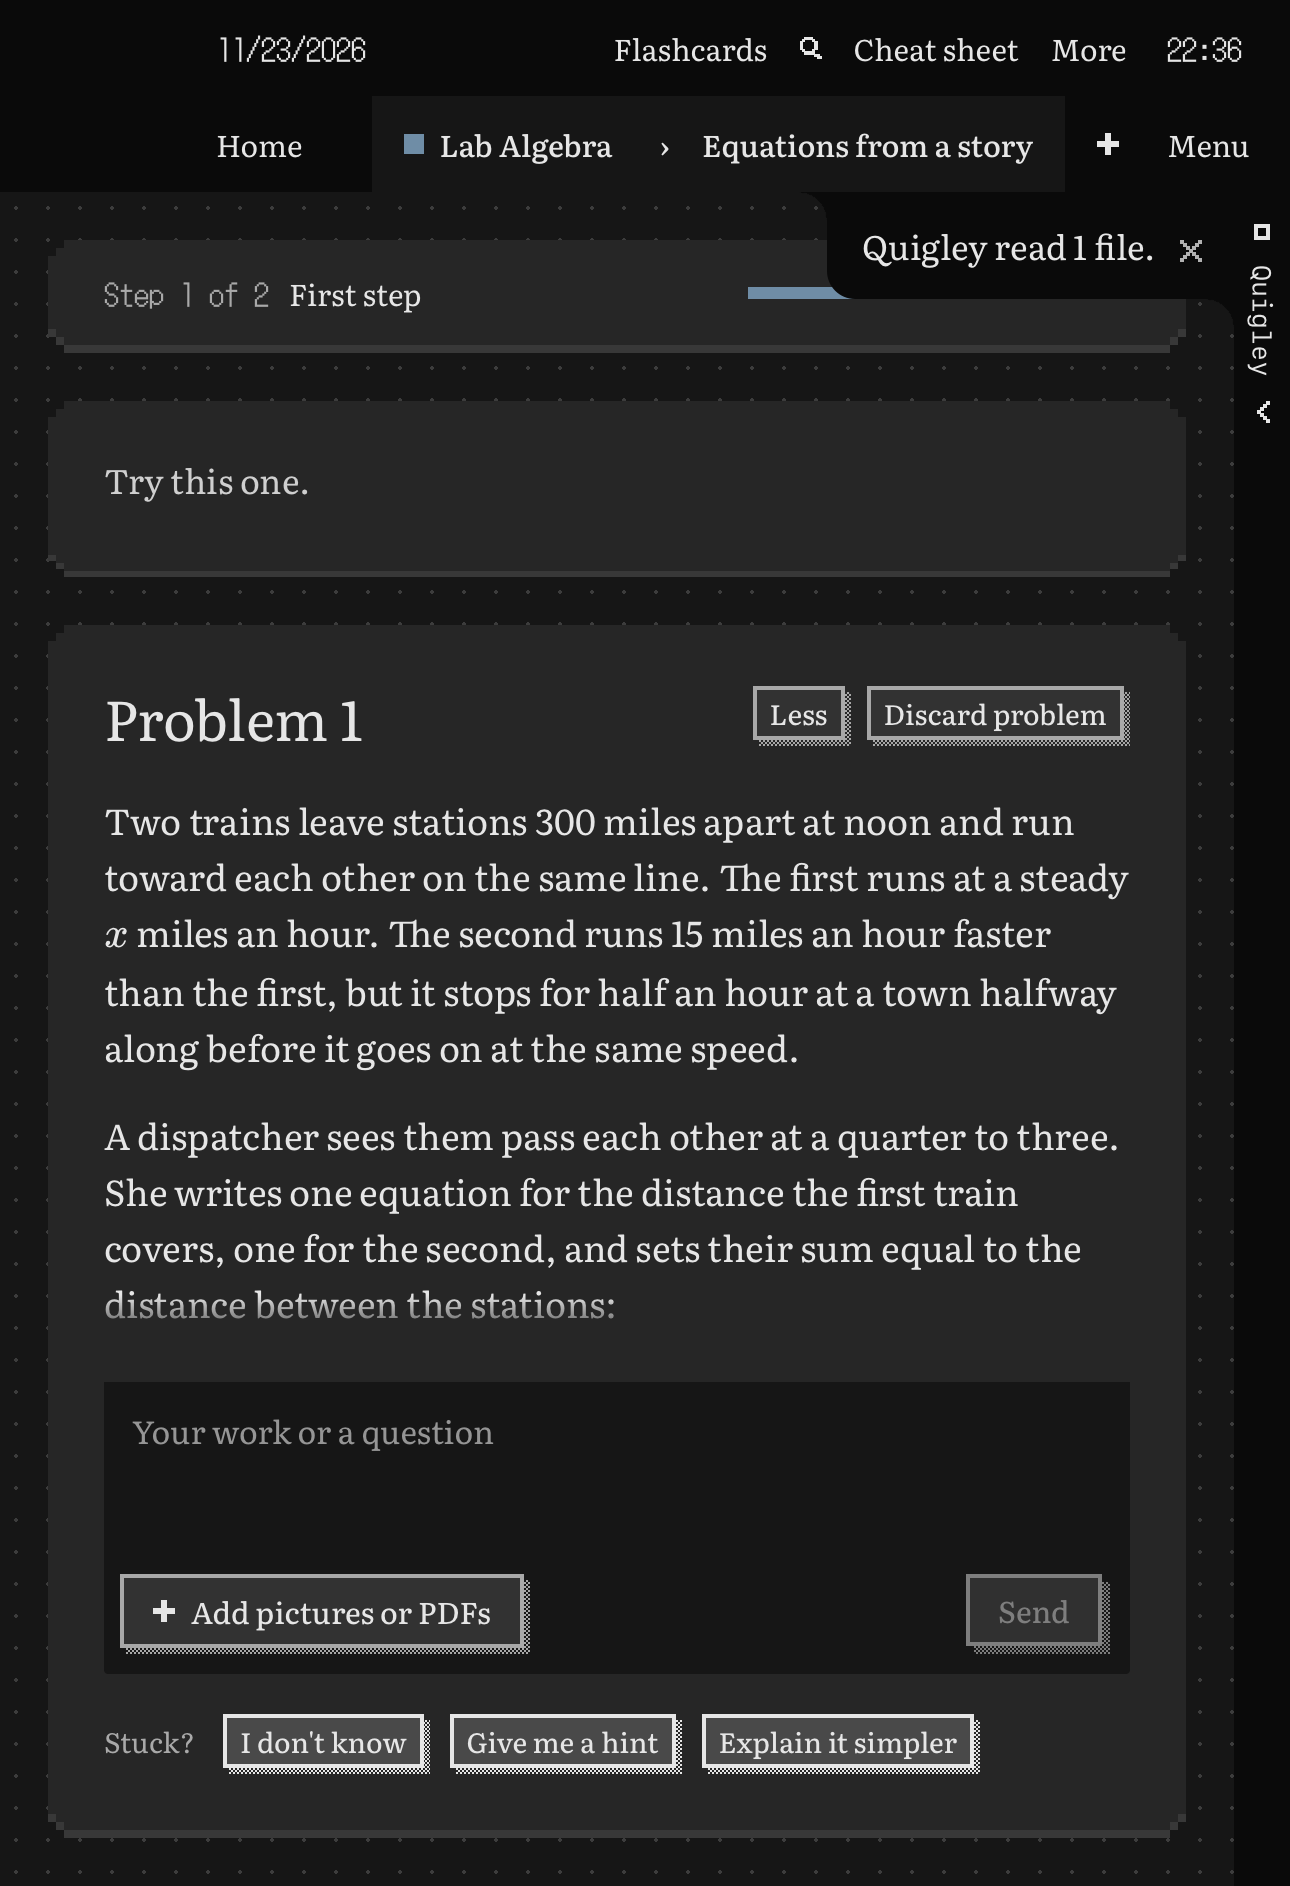 11/23/2026
Flashcards
Cheat sheet
More
22:36
Home
Lab Algebra › Equations from a story
Menu
Quigley read 1 file.
Quigley
Step 1 of 2 First step
Try this one.
Problem 1
Less
Discard problem
Two trains leave stations 300 miles apart at noon and run
toward each other on the same line. The first runs at a steady
x miles an hour. The second runs 15 miles an hour faster
than the first, but it stops for half an hour at a town halfway
along before it goes on at the same speed.
A dispatcher sees them pass each other at a quarter to three.
She writes one equation for the distance the first train
covers, one for the second, and sets their sum equal to the
distance between the stations:
Your work or a question
Add pictures or PDFs
Send
Stuck?
I don't know
Give me a hint
Explain it simpler